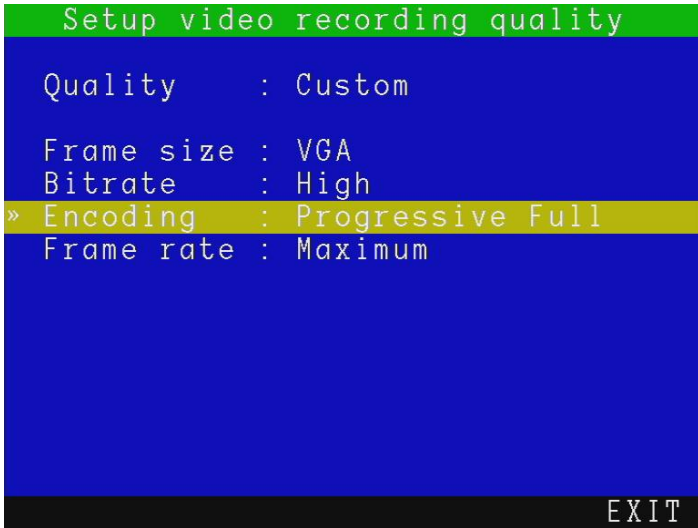 Setup video recording quality
Quality : Custom
Frame size : VGA
Bitrate : High
» Encoding : Progressive Full
Frame rate : Maximum
EXIT